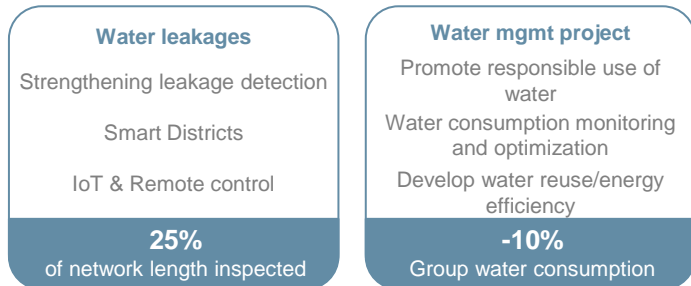 Water leakages
Strengthening leakage detection
Smart Districts
IoT & Remote control
25%
of network length inspected
Water mgmt project
Promote responsible use of
water
Water consumption monitoring
and optimization
Develop water reuse/energy
efficiency
-10%
Group water consumption